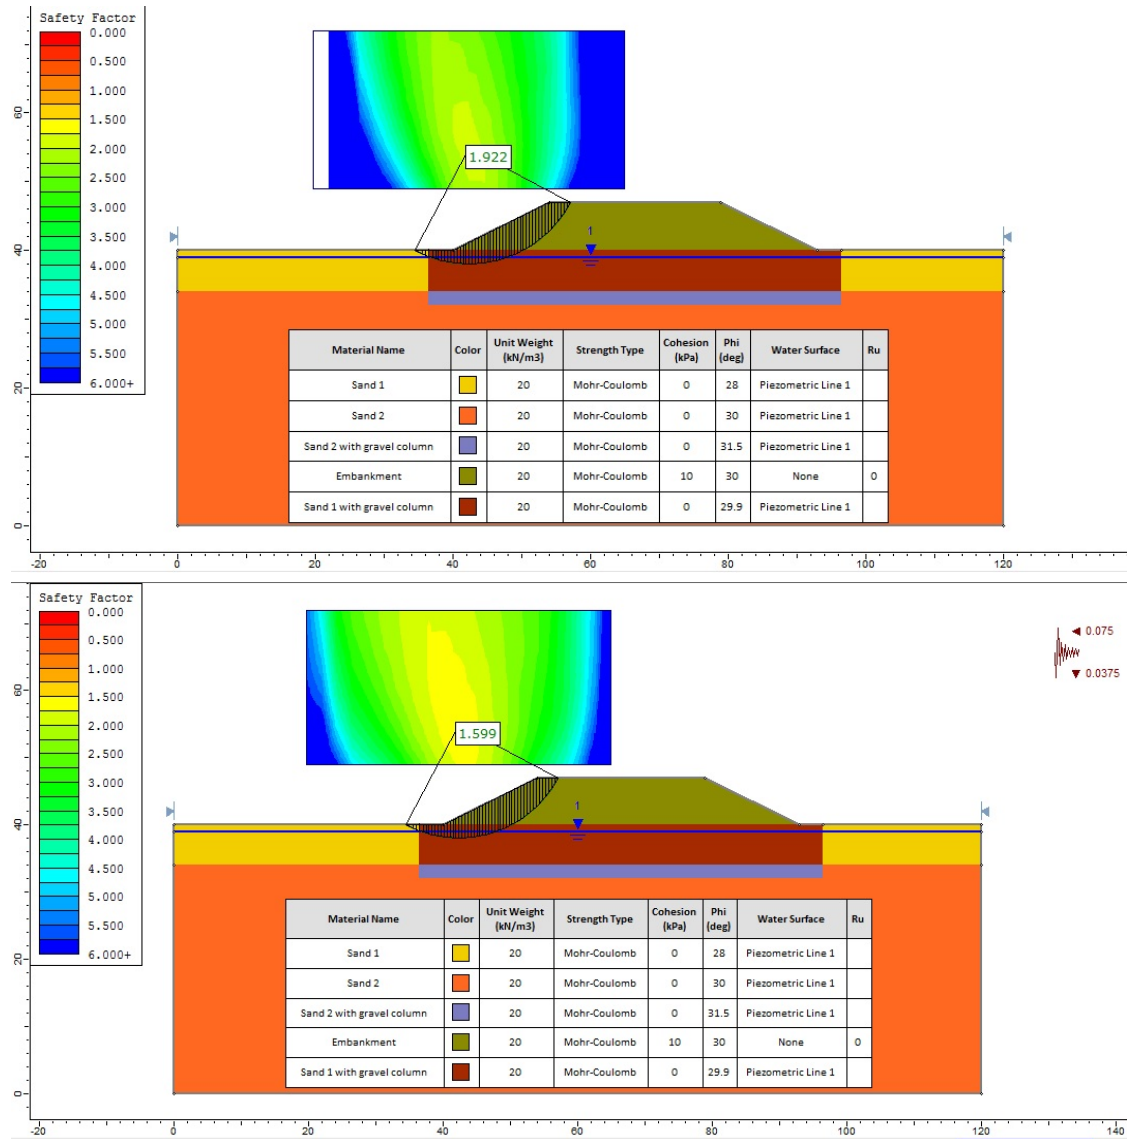 Safety Factor
0.000
0.500
1.000
1.500
2.000
2.500
3.000
3.500
4.000
4.500
5.000
5.500
6.000+
1.922
1
60
40
20
0
Material Name Color Unit Weight (kN/m3) Strength Type Cohesion (kPa) Phi (deg) Water Surface Ru
Sand 1 20 Mohr-Coulomb 0 28 Piezometric Line 1
Sand 2 20 Mohr-Coulomb 0 30 Piezometric Line 1
Sand 2 with gravel column 20 Mohr-Coulomb 0 31.5 Piezometric Line 1
Embankment 20 Mohr-Coulomb 10 30 None 0
Sand 1 with gravel column 20 Mohr-Coulomb 0 29.9 Piezometric Line 1
-20 0 20 40 60 80 100 120
Safety Factor
0.000
0.500
1.000
1.500
2.000
2.500
3.000
3.500
4.000
4.500
5.000
5.500
6.000+
0.075
0.0375
1.599
1
60
40
20
0
Material Name Color Unit Weight (kN/m3) Strength Type Cohesion (kPa) Phi (deg) Water Surface Ru
Sand 1 20 Mohr-Coulomb 0 28 Piezometric Line 1
Sand 2 20 Mohr-Coulomb 0 30 Piezometric Line 1
Sand 2 with gravel column 20 Mohr-Coulomb 0 31.5 Piezometric Line 1
Embankment 20 Mohr-Coulomb 10 30 None 0
Sand 1 with gravel column 20 Mohr-Coulomb 0 29.9 Piezometric Line 1
-20 0 20 40 60 80 100 120 140